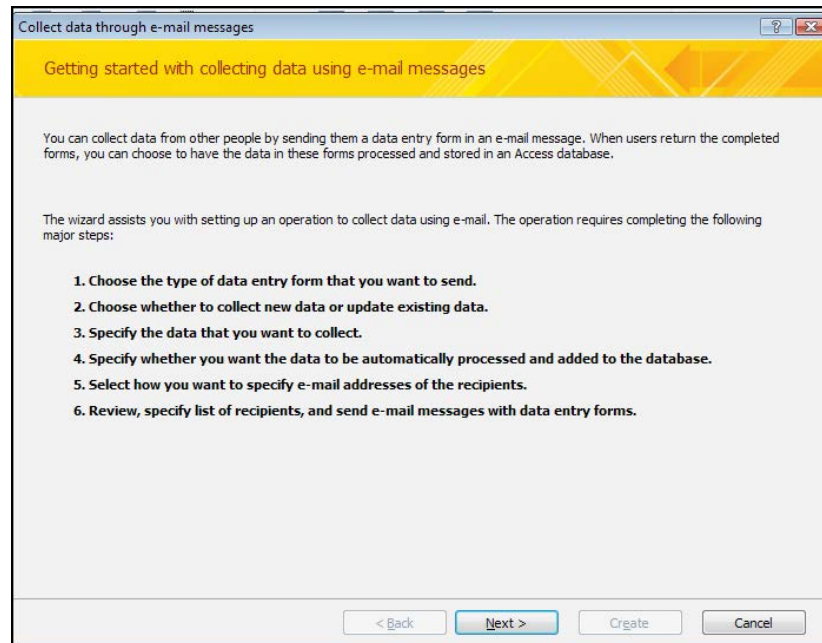 Collect data through e-mail messages
Getting started with collecting data using e-mail messages
You can collect data from other people by sending them a data entry form in an e-mail message. When users return the completed
forms, you can choose to have the data in these forms processed and stored in an Access database.
The wizard assists you with setting up an operation to collect data using e-mail. The operation requires completing the following
major steps:
1. Choose the type of data entry form that you want to send.
2. Choose whether to collect new data or update existing data.
3. Specify the data that you want to collect.
4. Specify whether you want the data to be automatically processed and added to the database.
5. Select how you want to specify e-mail addresses of the recipients.
6. Review, specify list of recipients, and send e-mail messages with data entry forms.
< Back Next > Create Cancel